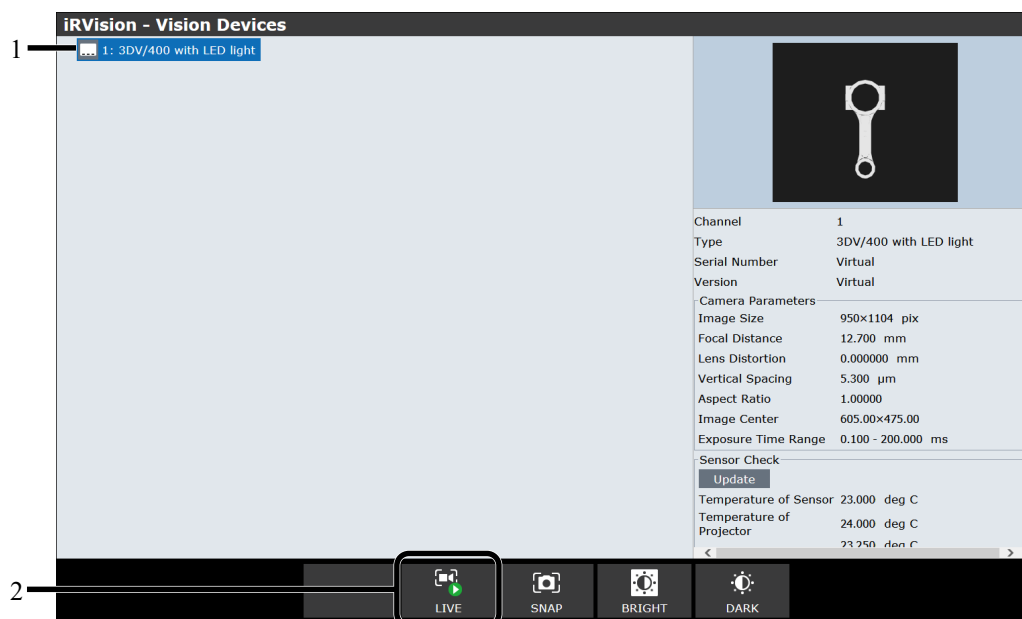 iRVision - Vision Devices
1
1: 3DV/400 with LED light
Channel 1
Type 3DV/400 with LED light
Serial Number Virtual
Version Virtual
Camera Parameters
Image Size 950×1104 pix
Focal Distance 12.700 mm
Lens Distortion 0.000000 mm
Vertical Spacing 5.300 μm
Aspect Ratio 1.00000
Image Center 605.00×475.00
Exposure Time Range 0.100 - 200.000 ms
Sensor Check
Update
Temperature of Sensor 23.000 deg C
Temperature of
Projector 24.000 deg C
23.250 deg C
2
LIVE SNAP BRIGHT DARK